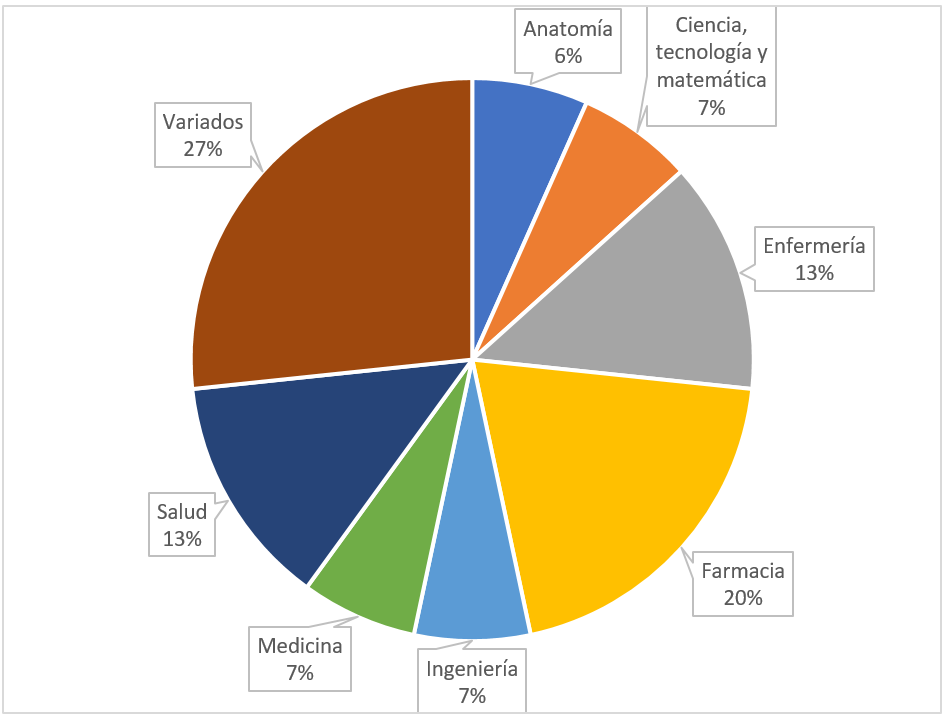 Anatomía
6%
Ciencia,
tecnología y
matemática
7%
Enfermería
13%
Farmacia
20%
Ingeniería
7%
Medicina
7%
Salud
13%
Variados
27%